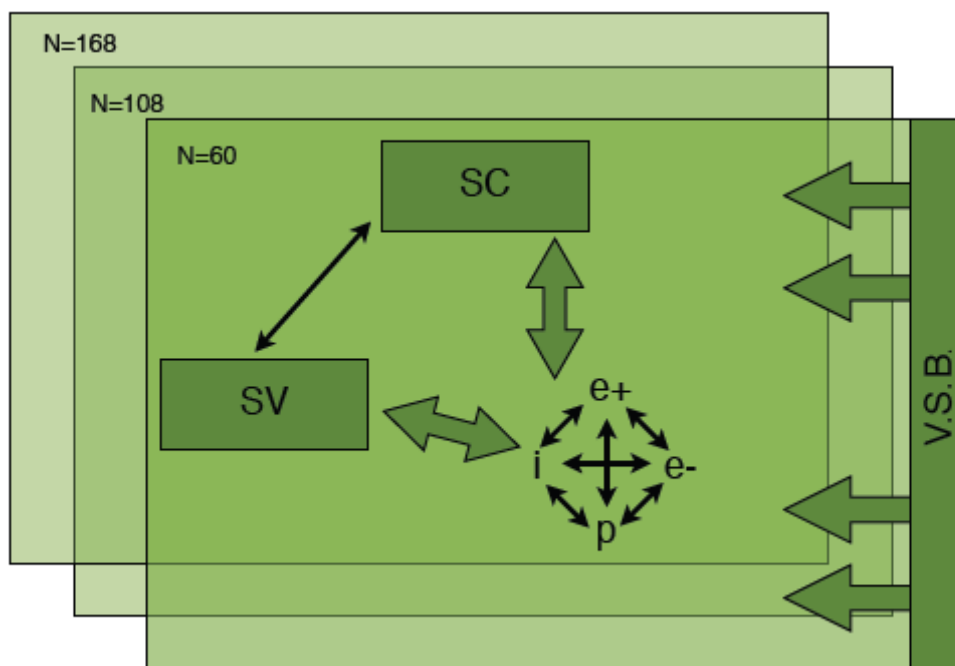 N=168
N=108
N=60
SC
SV
e+
i
e-
p
V.S.B.